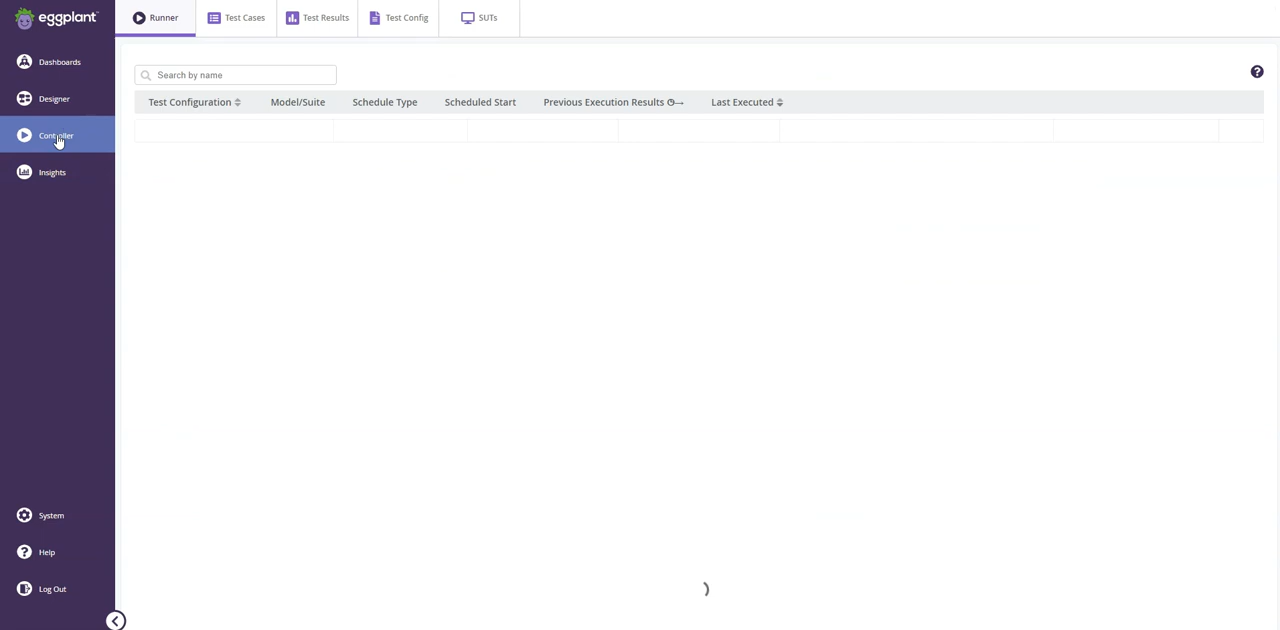 eggplant
Runner
Test Cases
Test Results
Test Config
SUTs
Dashboards
Designer
Controller
Insights
System
Help
Log Out
Search by name
?
Test Configuration
Model/Suite
Schedule Type
Scheduled Start
Previous Execution Results
Last Executed